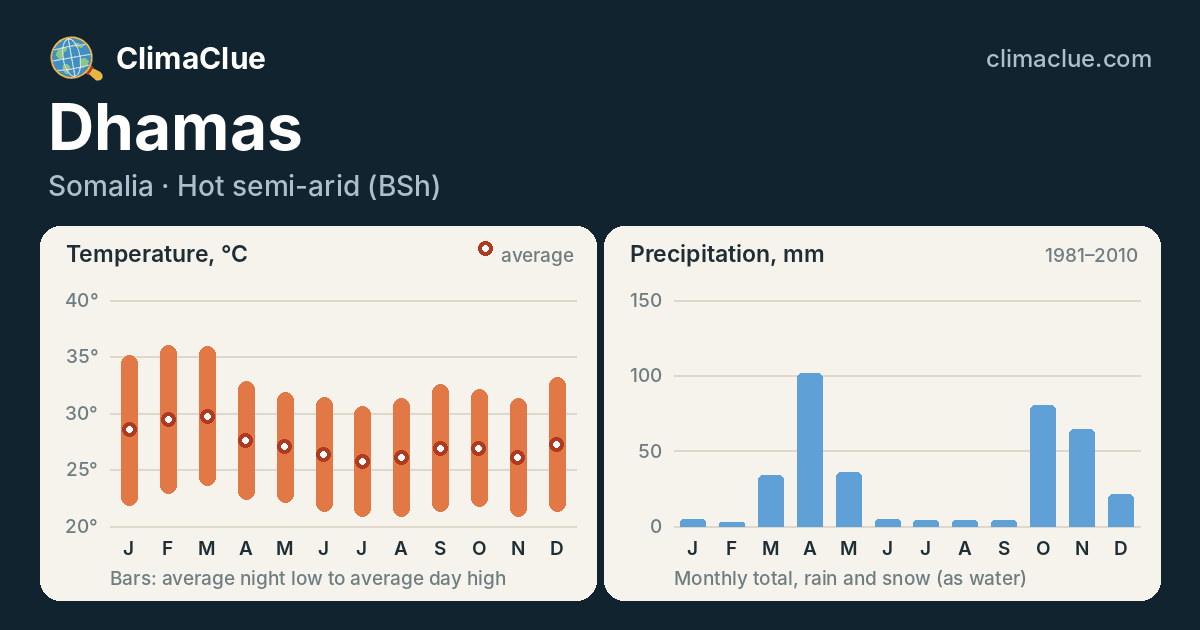 ClimaClue
climaclue.com
Dhamas
Somalia · Hot semi-arid (BSh)
Temperature, °C
average
40°
35°
30°
25°
20°
J F M A M J J A S O N D
Bars: average night low to average day high
Precipitation, mm
1981–2010
150
100
50
0
J F M A M J J A S O N D
Monthly total, rain and snow (as water)